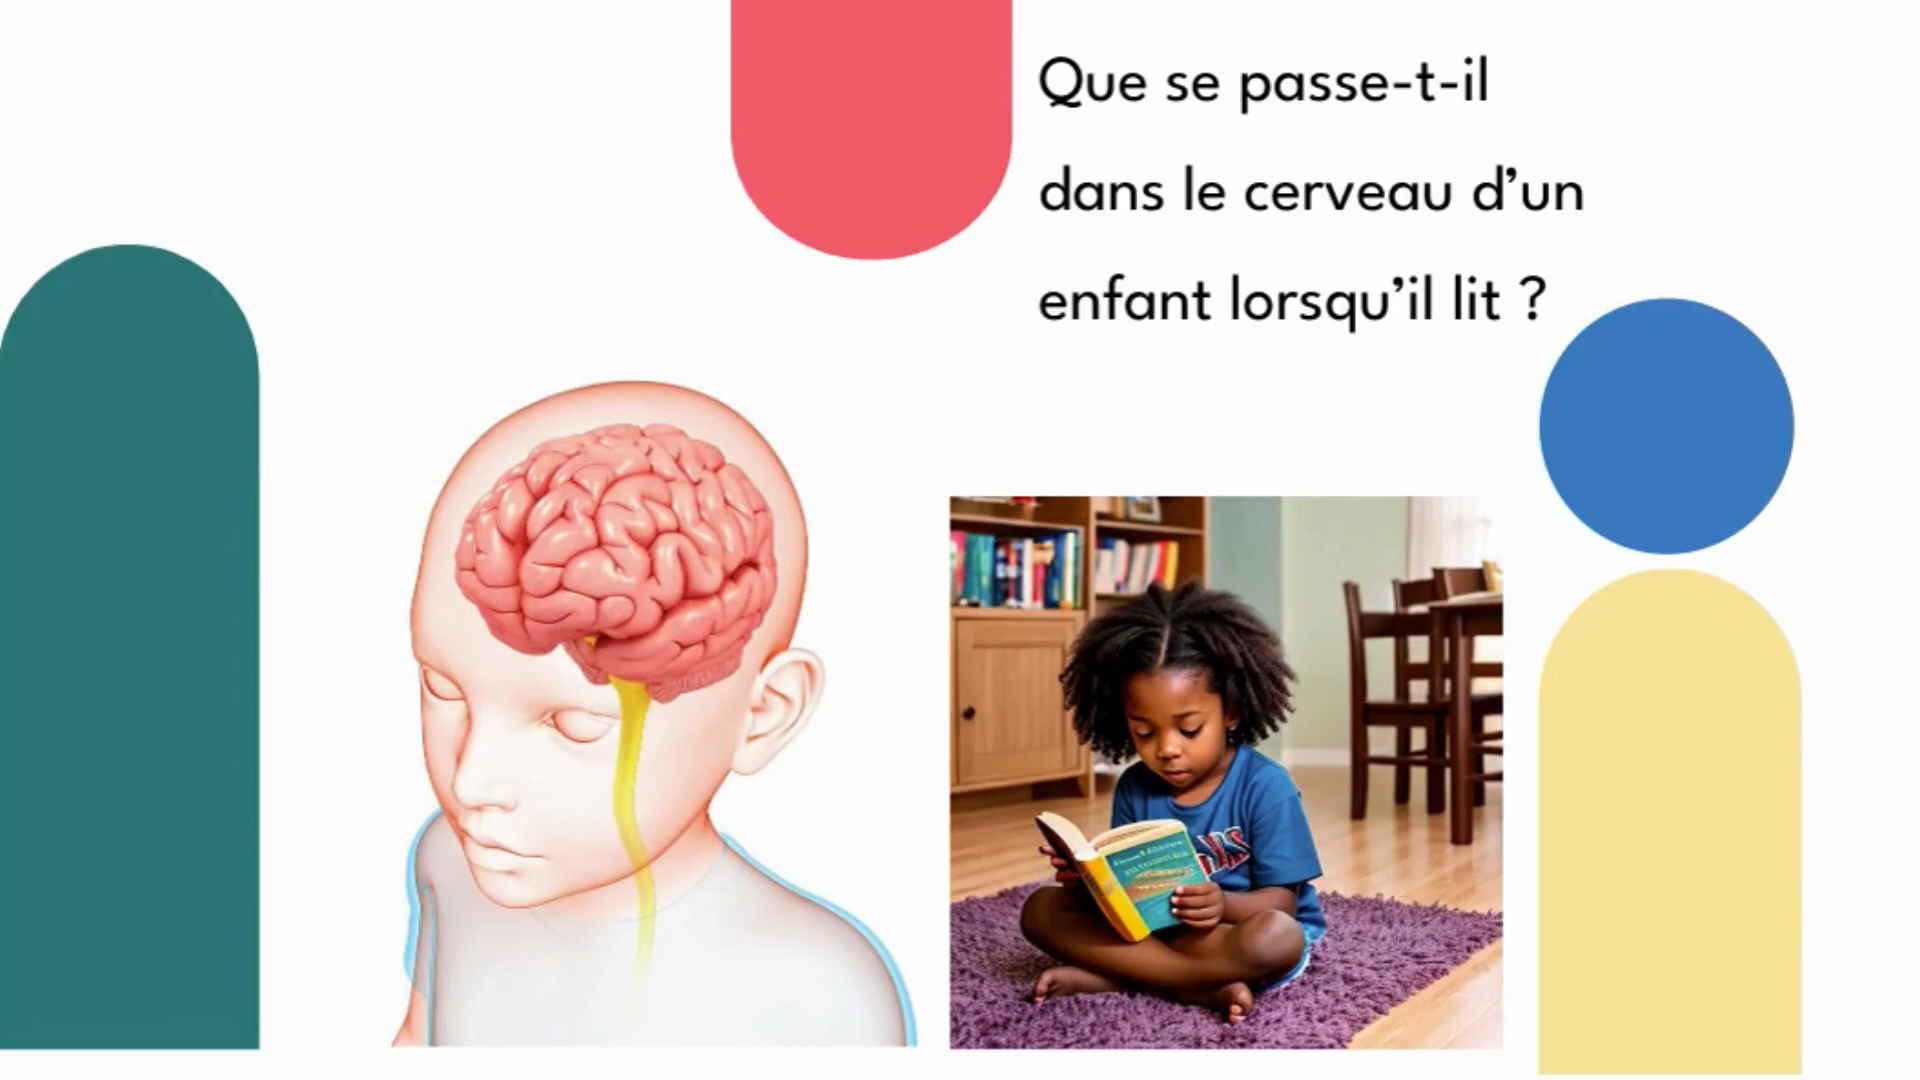 Que se passe-t-il
dans le cerveau d’un
enfant lorsqu’il lit ?